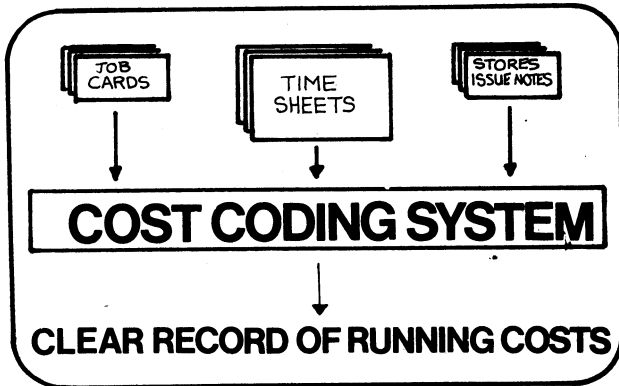 JOB
CARDS
TIME
SHEETS
STORES
ISSUE NOTES
COST CODING SYSTEM
CLEAR RECORD OF RUNNING COSTS